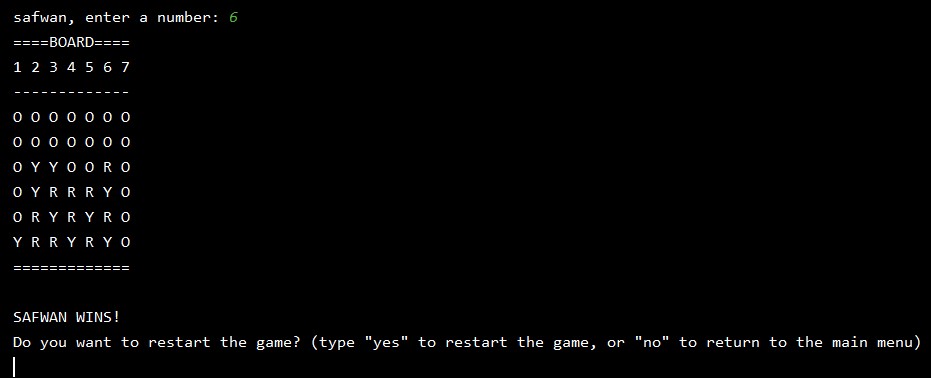 safwan, enter a number: 6
====BOARD====
1 2 3 4 5 6 7
-------------
O O O O O O O
O O O O O O O
O Y Y O O R O
O Y R R R Y O
O R Y R Y R O
Y R R Y R Y O
=============
SAFWAN WINS!
Do you want to restart the game? (type "yes" to restart the game, or "no" to return to the main menu)